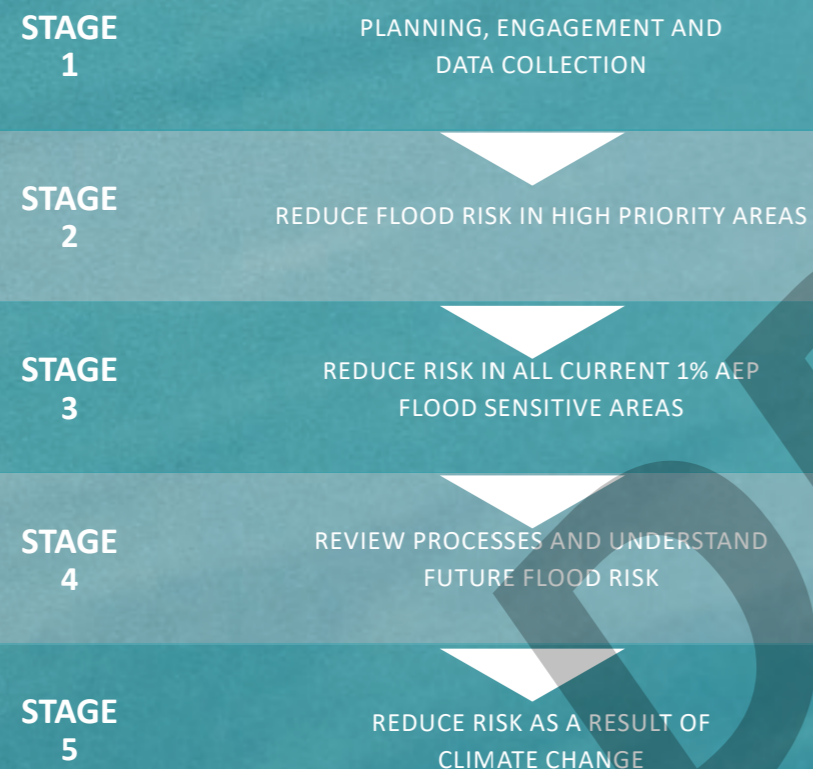 STAGE
1
PLANNING, ENGAGEMENT AND
DATA COLLECTION
STAGE
2
REDUCE FLOOD RISK IN HIGH PRIORITY AREAS
STAGE
3
REDUCE RISK IN ALL CURRENT 1% AEP
FLOOD SENSITIVE AREAS
STAGE
4
REVIEW PROCESSES AND UNDERSTAND
FUTURE FLOOD RISK
STAGE
5
REDUCE RISK AS A RESULT OF
CLIMATE CHANGE